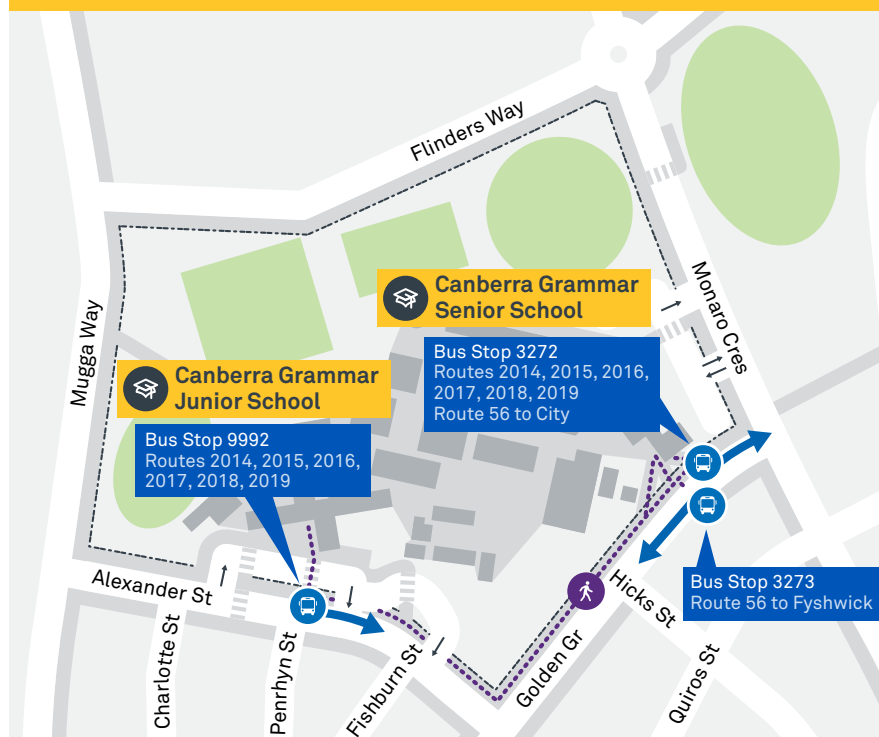 Flinders Way
Mugga Way
Monaro Cres
Canberra Grammar
Senior School
Bus Stop 3272
Routes 2014, 2015, 2016,
2017, 2018, 2019
Route 56 to City
Canberra Grammar
Junior School
Bus Stop 9992
Routes 2014, 2015, 2016,
2017, 2018, 2019
Bus Stop 3273
Route 56 to Fyshwick
Alexander St
Charlotte St
Penrhyn St
Fishburn St
Golden Gr
Hicks St
Quiros St